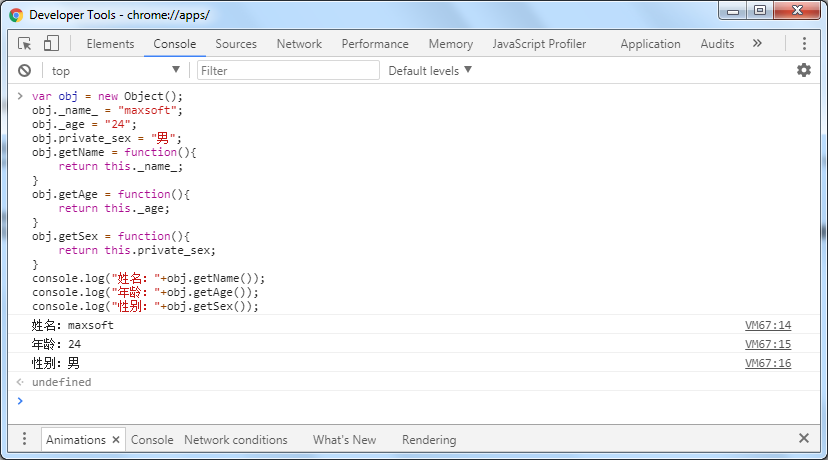 Developer Tools - chrome://apps/
Elements Console Sources Network Performance Memory JavaScript Profiler Application Audits »
top Filter Default levels
var obj = new Object();
obj._name_ = "maxsoft";
obj._age = "24";
obj.private_sex = "男";
obj.getName = function(){
    return this._name_;
}
obj.getAge = function(){
    return this._age;
}
obj.getSex = function(){
    return this.private_sex;
}
console.log("姓名："+obj.getName());
console.log("年龄："+obj.getAge());
console.log("性别："+obj.getSex());
姓名：maxsoft VM67:14
年龄：24 VM67:15
性别：男 VM67:16
undefined
Animations × Console Network conditions What's New Rendering